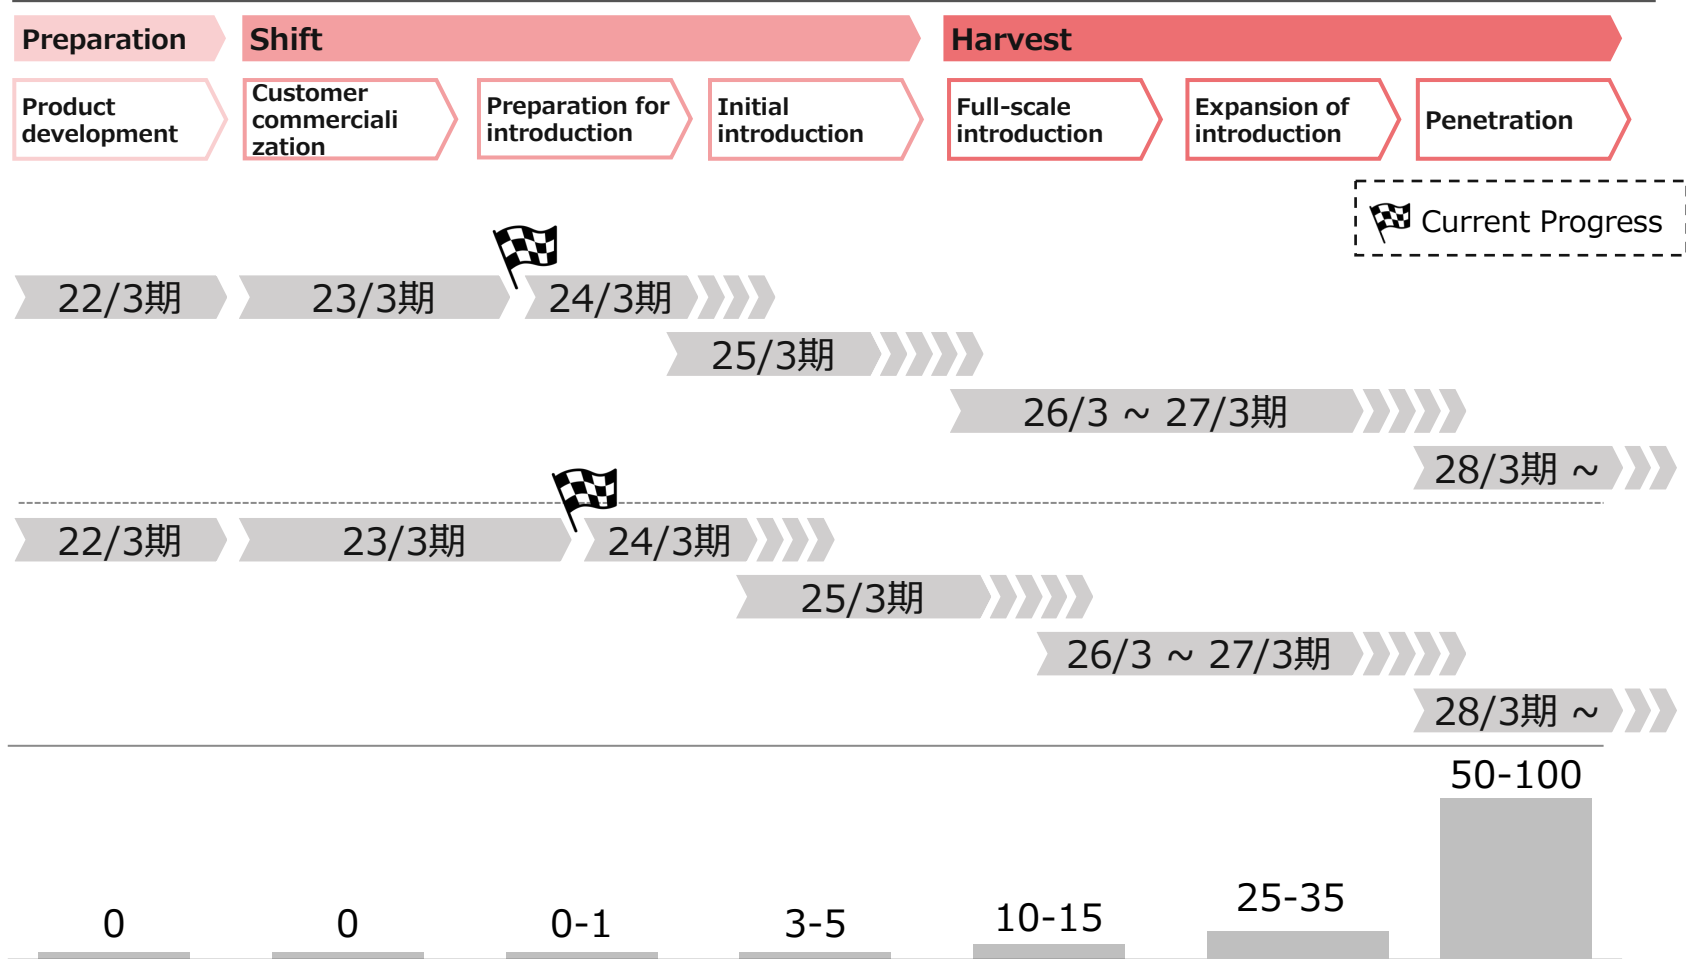 Preparation
Shift
Harvest
Product
development
Customer
commerciali
zation
Preparation for
introduction
Initial
introduction
Full-scale
introduction
Expansion of
introduction
Penetration
Current Progress
22/3期
23/3期
24/3期
25/3期
26/3 ~ 27/3期
28/3期 ~
22/3期
23/3期
24/3期
25/3期
26/3 ~ 27/3期
28/3期 ~
0
0
0-1
3-5
10-15
25-35
50-100